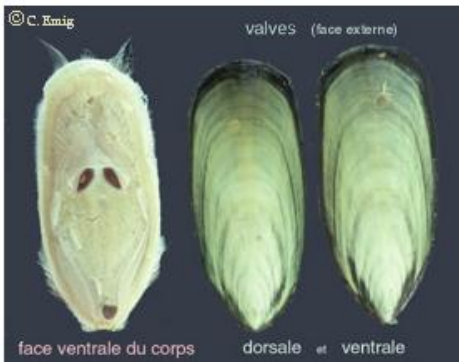 © C. Emig
valves (face externe)
face ventrale du corps
dorsale et ventrale